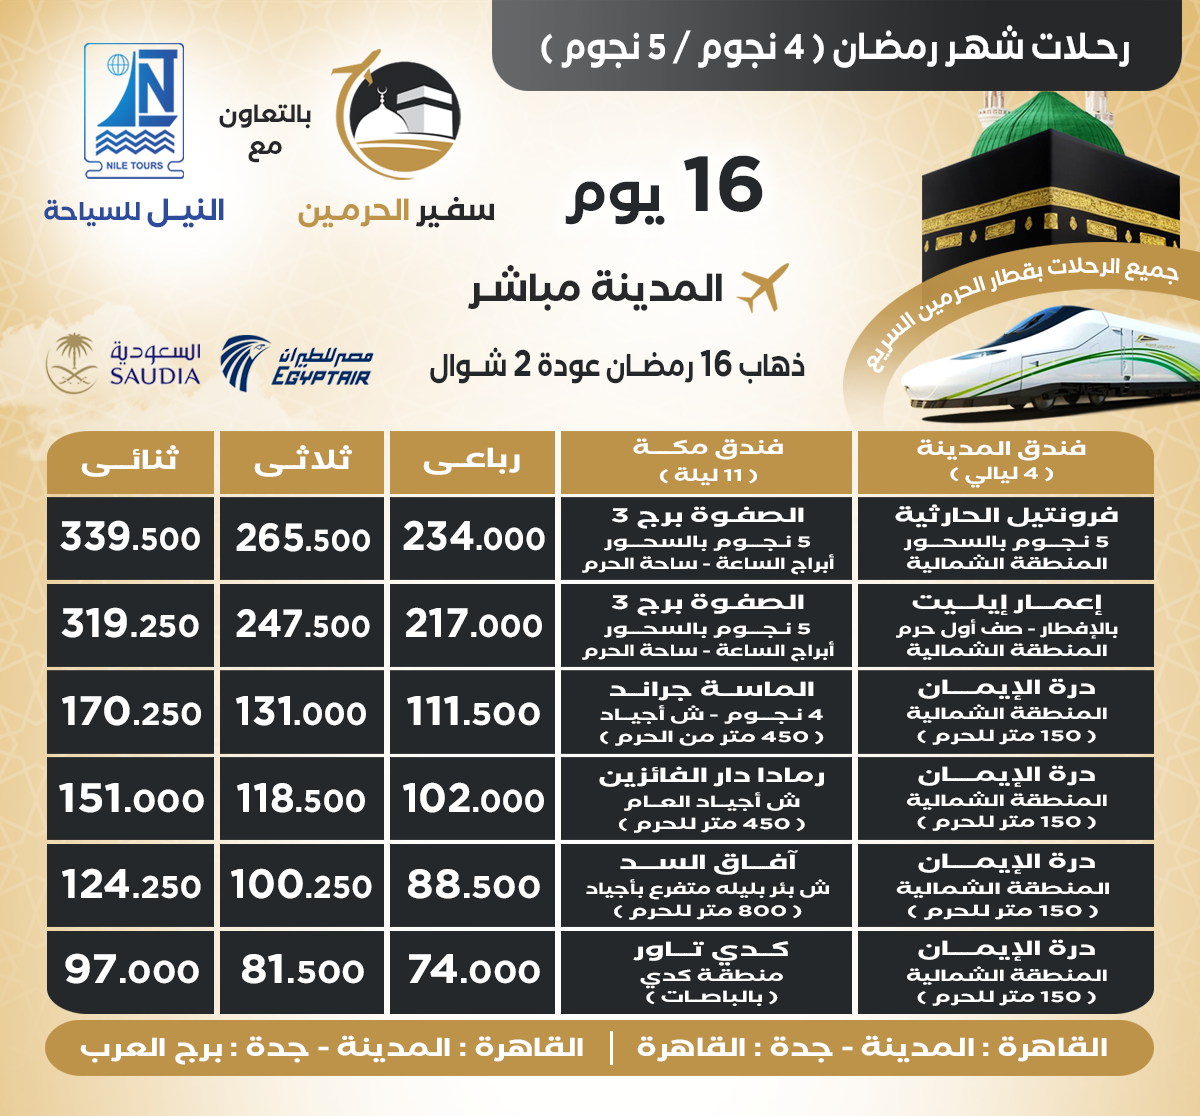 رحلات شهر رمضان ( 4 نجوم / 5 نجوم )
NILE TOURS
النيل للسياحة
بالتعاون
مع
سفير الحرمين
16 يوم
المدينة مباشر
ذهاب 16 رمضان عودة 2 شوال
جميع الرحلات بقطار الحرمين السريع
مصر للطيران
EGYPTAIR
السعودية
SAUDIA
فندق المدينة
( 4 ليالي )
فندق مكة
( 11 ليلة )
رباعى
ثلاثى
ثنائى
فرونتيل الحارثية
5 نجوم بالسحور
المنطقة الشمالية
الصفوة برج 3
5 نجوم بالسحور
أبراج الساعة - ساحة الحرم
234.000
265.500
339.500
إعمار إيليت
بالإفطار - صف أول حرم
المنطقة الشمالية
الصفوة برج 3
5 نجوم بالسحور
أبراج الساعة - ساحة الحرم
217.000
247.500
319.250
درة الإيمان
المنطقة الشمالية
( 150 متر للحرم )
الماسة جراند
4 نجوم - ش أجياد
( 450 متر من الحرم )
111.500
131.000
170.250
درة الإيمان
المنطقة الشمالية
( 150 متر للحرم )
رمادا دار الفائزين
ش أجياد العام
( 450 متر للحرم )
102.000
118.500
151.000
درة الإيمان
المنطقة الشمالية
( 150 متر للحرم )
آفاق السد
ش بئر بليله متفرع بأجياد
( 800 متر للحرم )
88.500
100.250
124.250
درة الإيمان
المنطقة الشمالية
( 150 متر للحرم )
كدي تاور
منطقة كدي
( بالباصات )
74.000
81.500
97.000
القاهرة : المدينة - جدة : القاهرة | القاهرة : المدينة - جدة : برج العرب